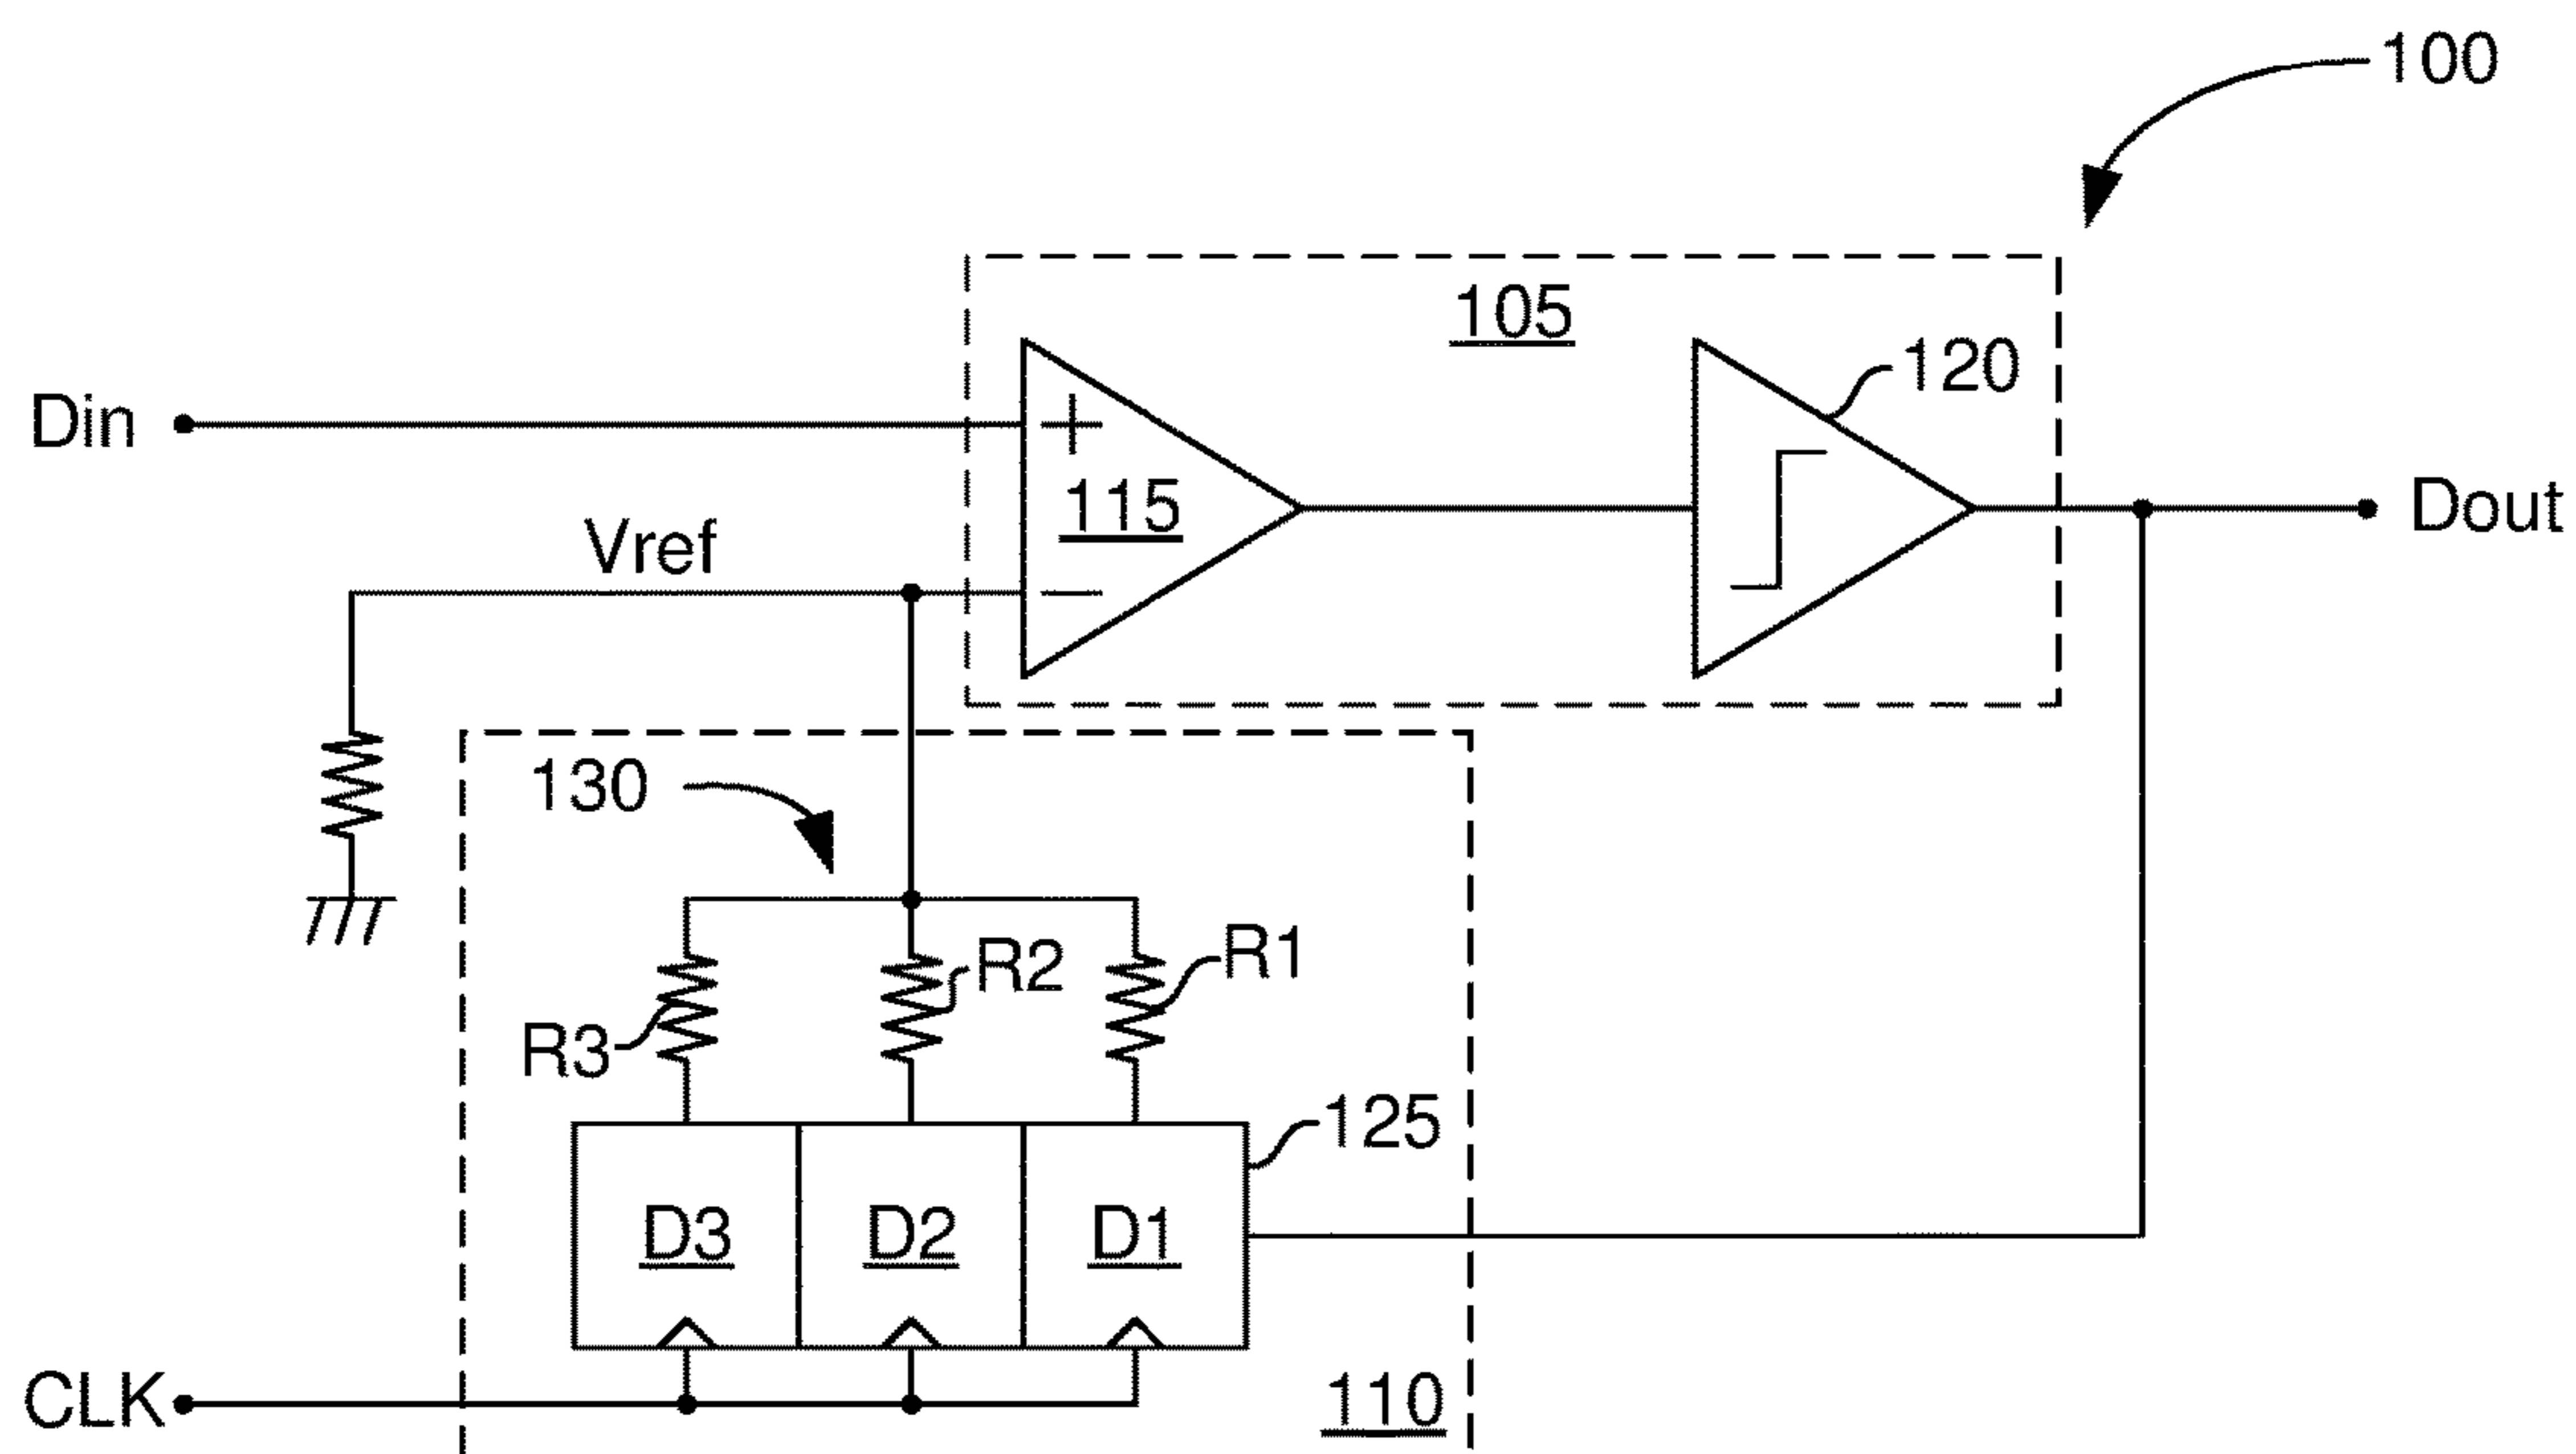 100
105
120
Din
+
115
Dout
Vref
−
130
R2
R1
R3
125
D3 D2 D1
CLK
110